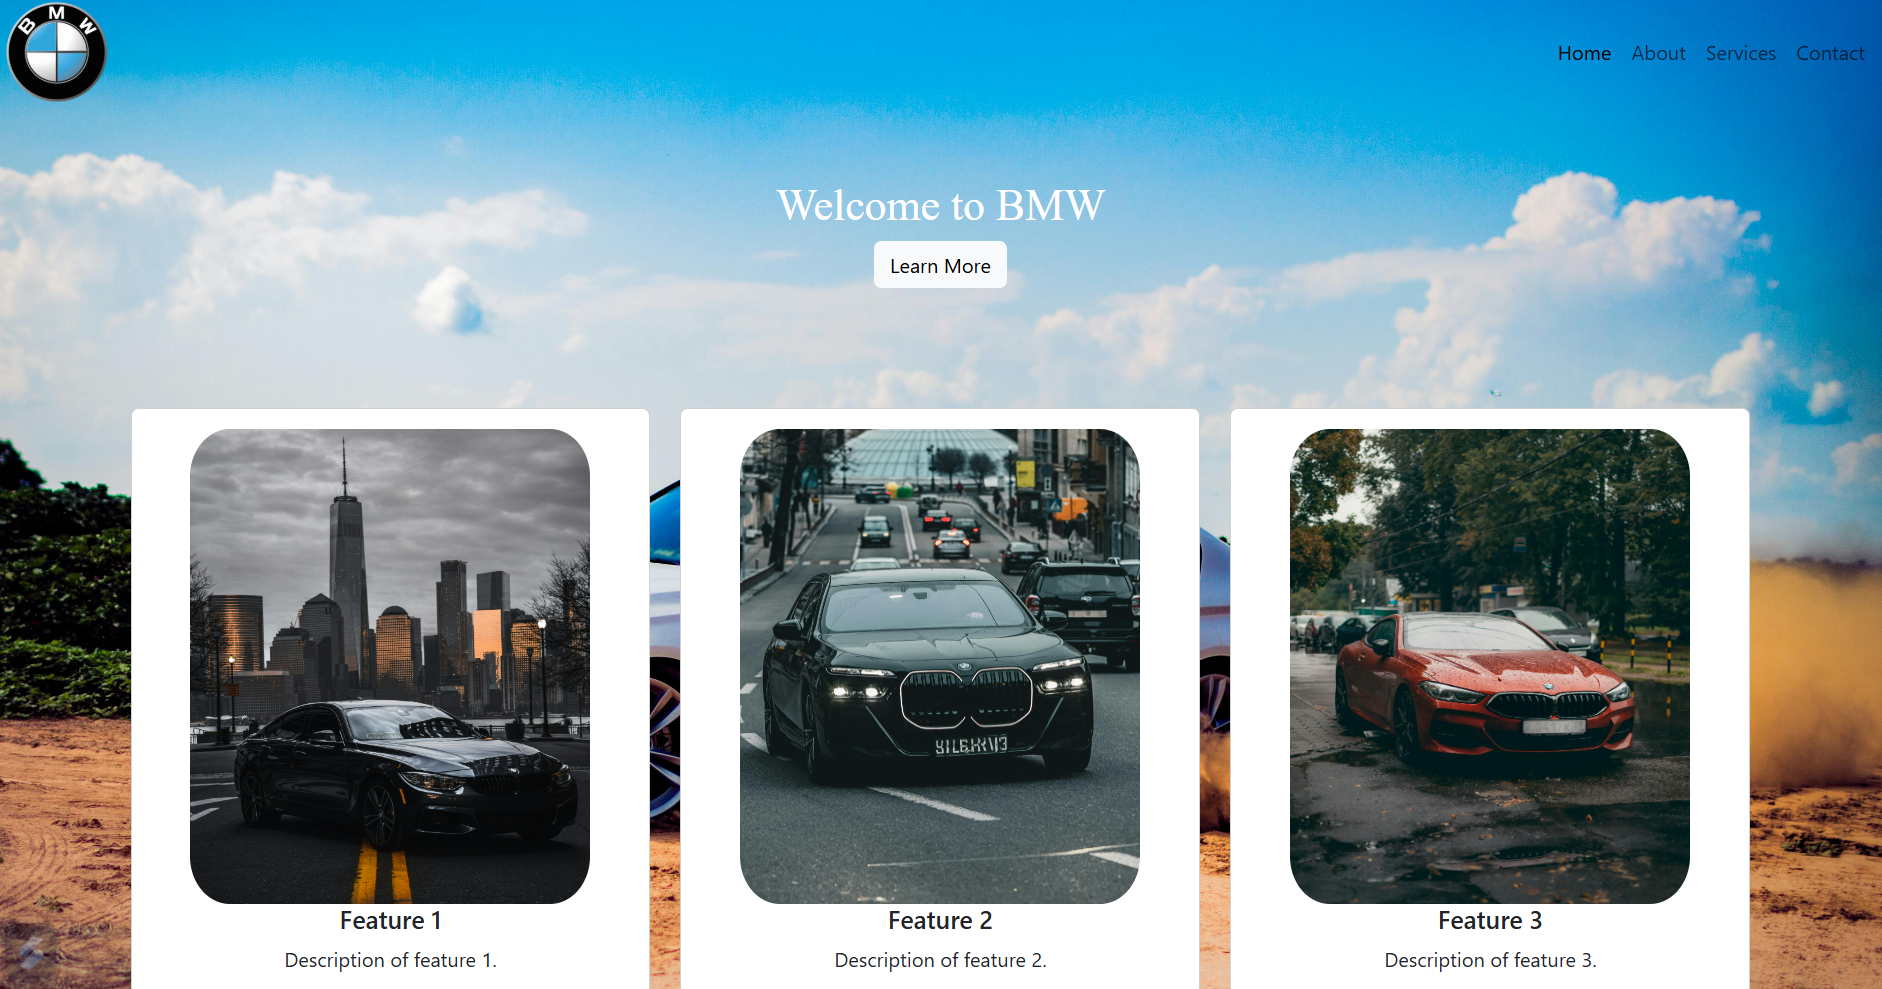 BMW
Home About Services Contact
Welcome to BMW
Learn More
Feature 1
Feature 2
Feature 3
Description of feature 1.
Description of feature 2.
Description of feature 3.